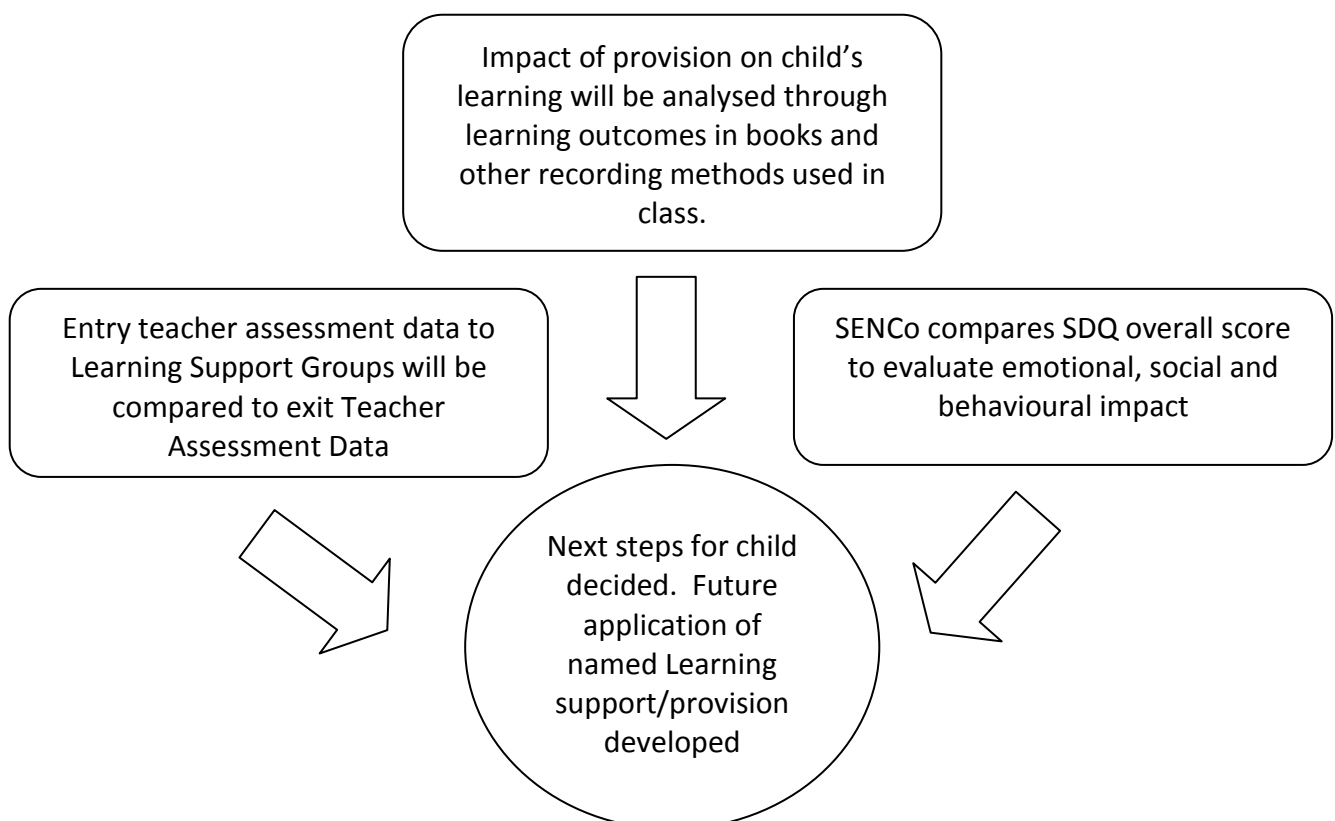 Impact of provision on child’s
learning will be analysed through
learning outcomes in books and
other recording methods used in
class.
Entry teacher assessment data to
Learning Support Groups will be
compared to exit Teacher
Assessment Data
SENCo compares SDQ overall score
to evaluate emotional, social and
behavioural impact
Next steps for child
decided.  Future
application of
named Learning
support/provision
developed